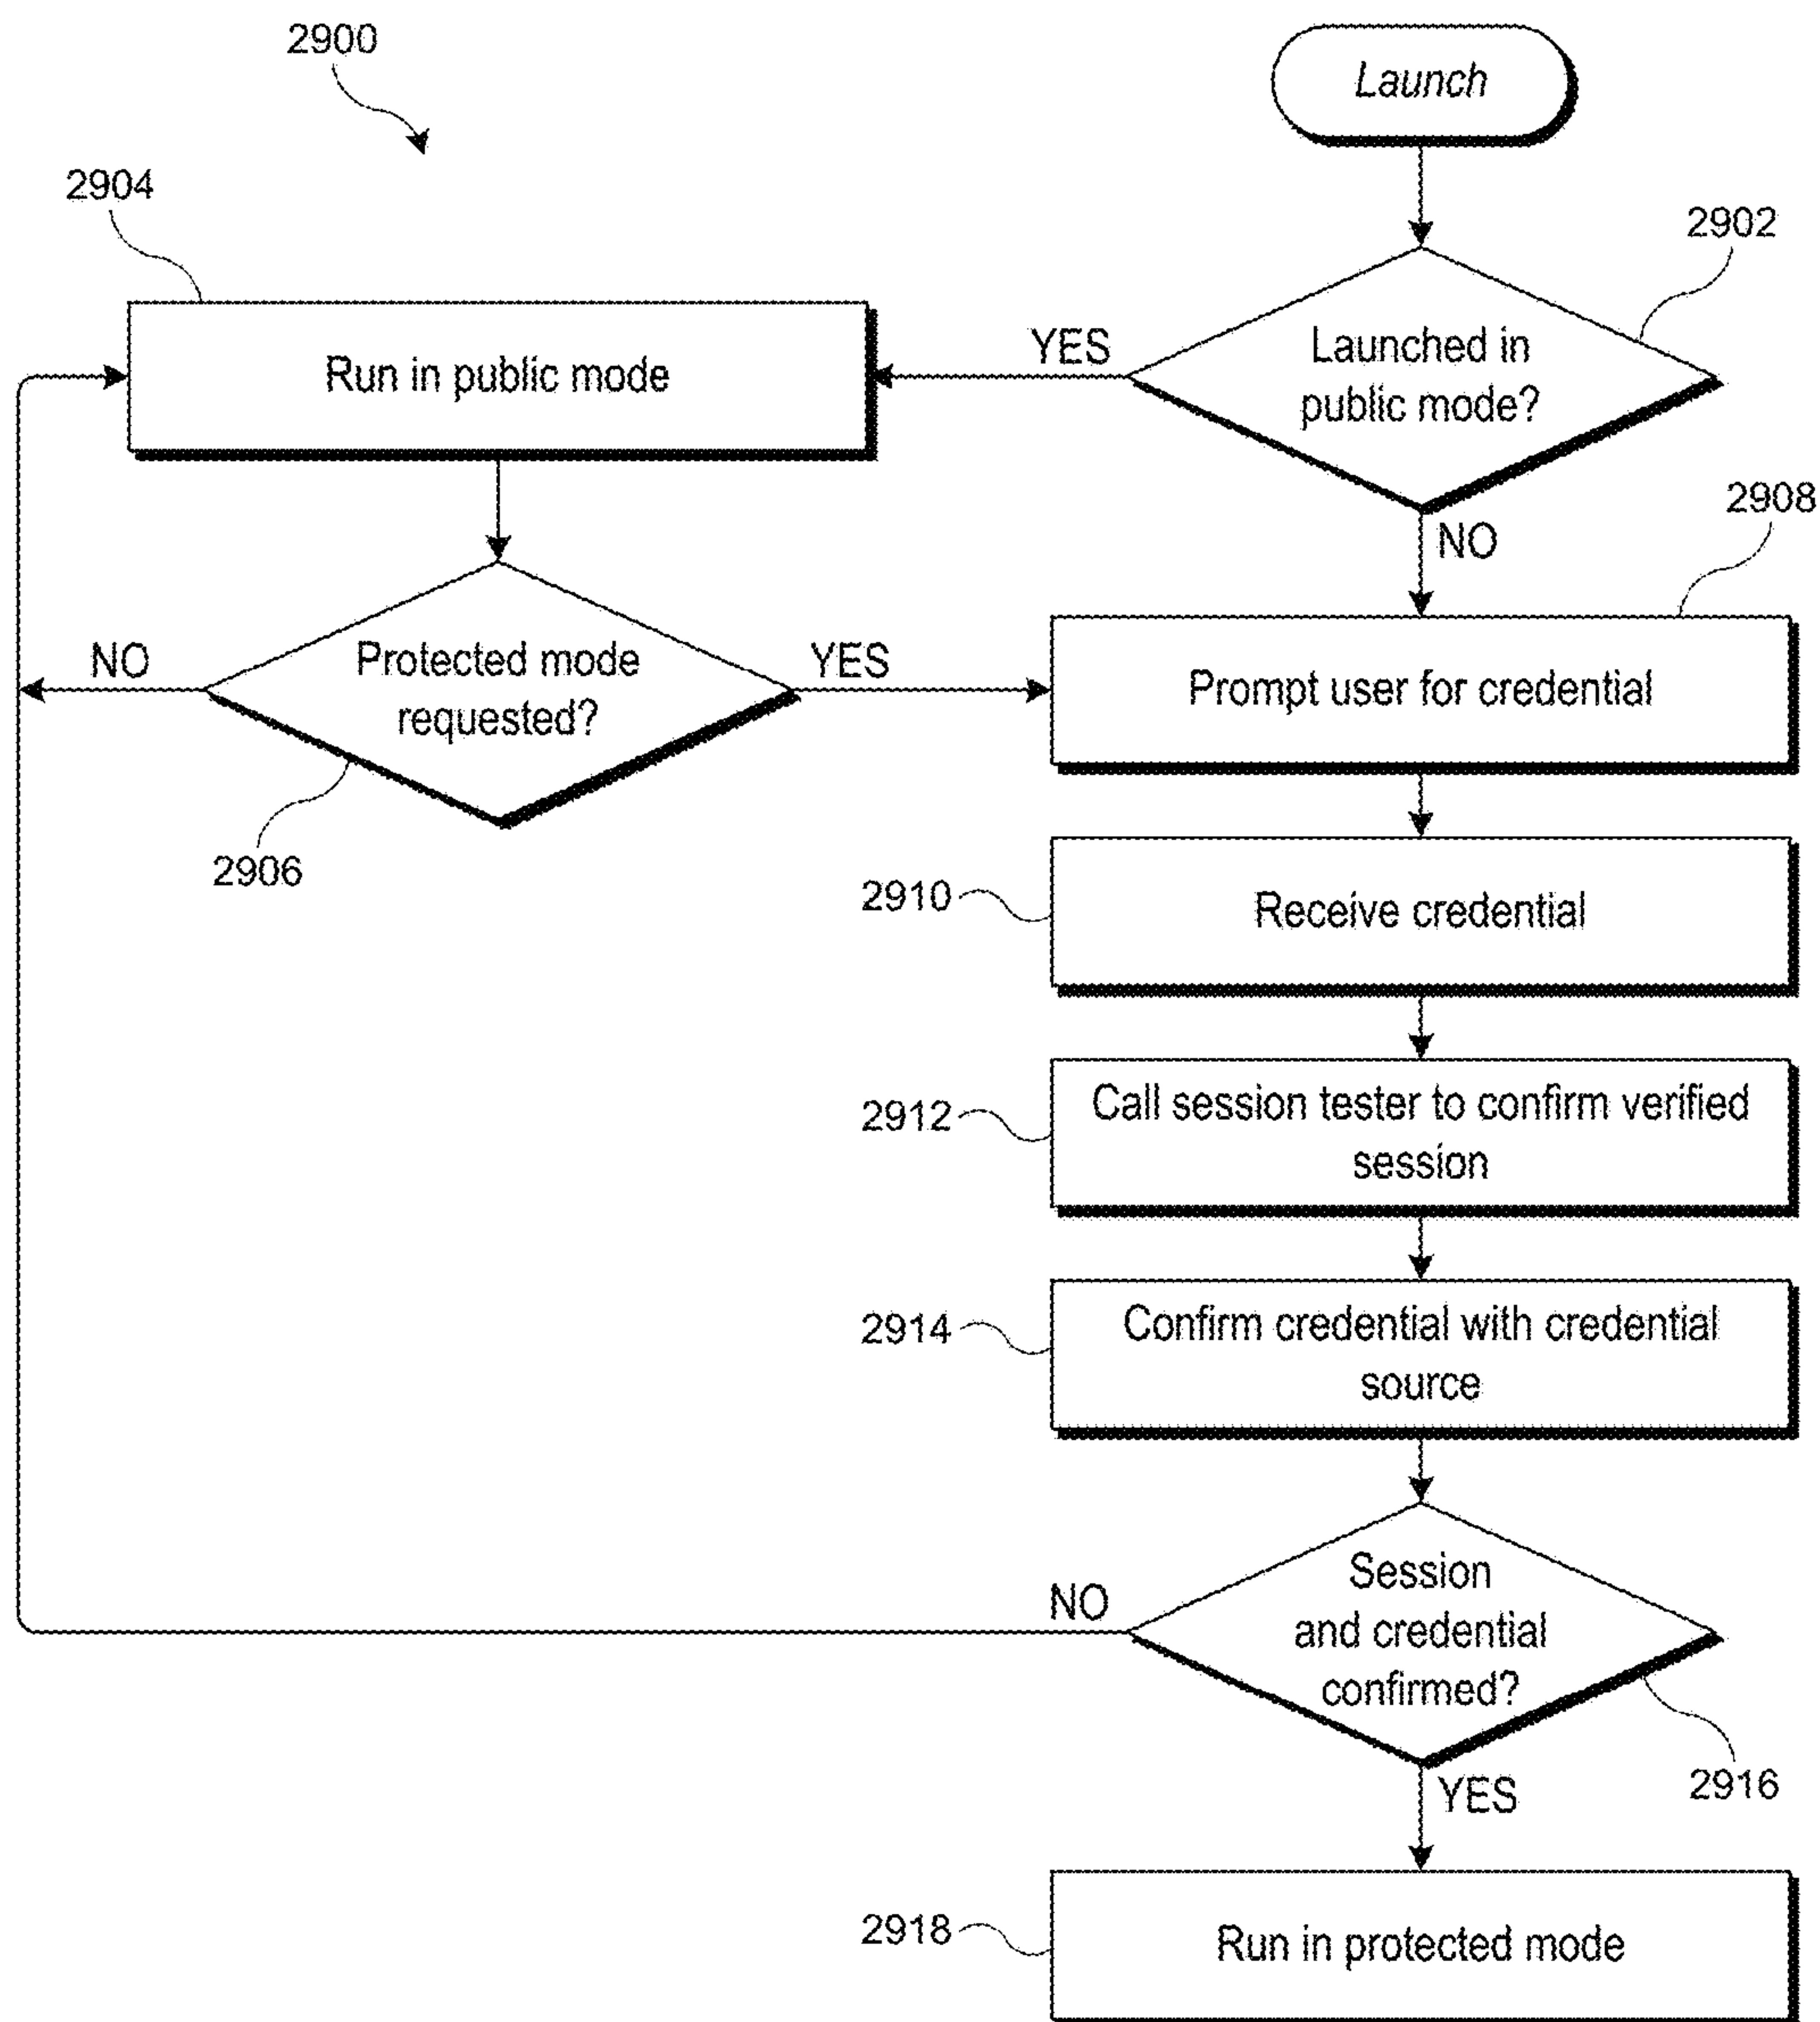 2900
Launch
2904
2902
Run in public mode
YES
Launched in
public mode?
2908
NO
NO
Protected mode
requested?
YES
Prompt user for credential
2906
2910
Receive credential
2912
Call session tester to confirm verified
session
2914
Confirm credential with credential
source
NO
Session
and credential
confirmed?
2916
YES
2918
Run in protected mode